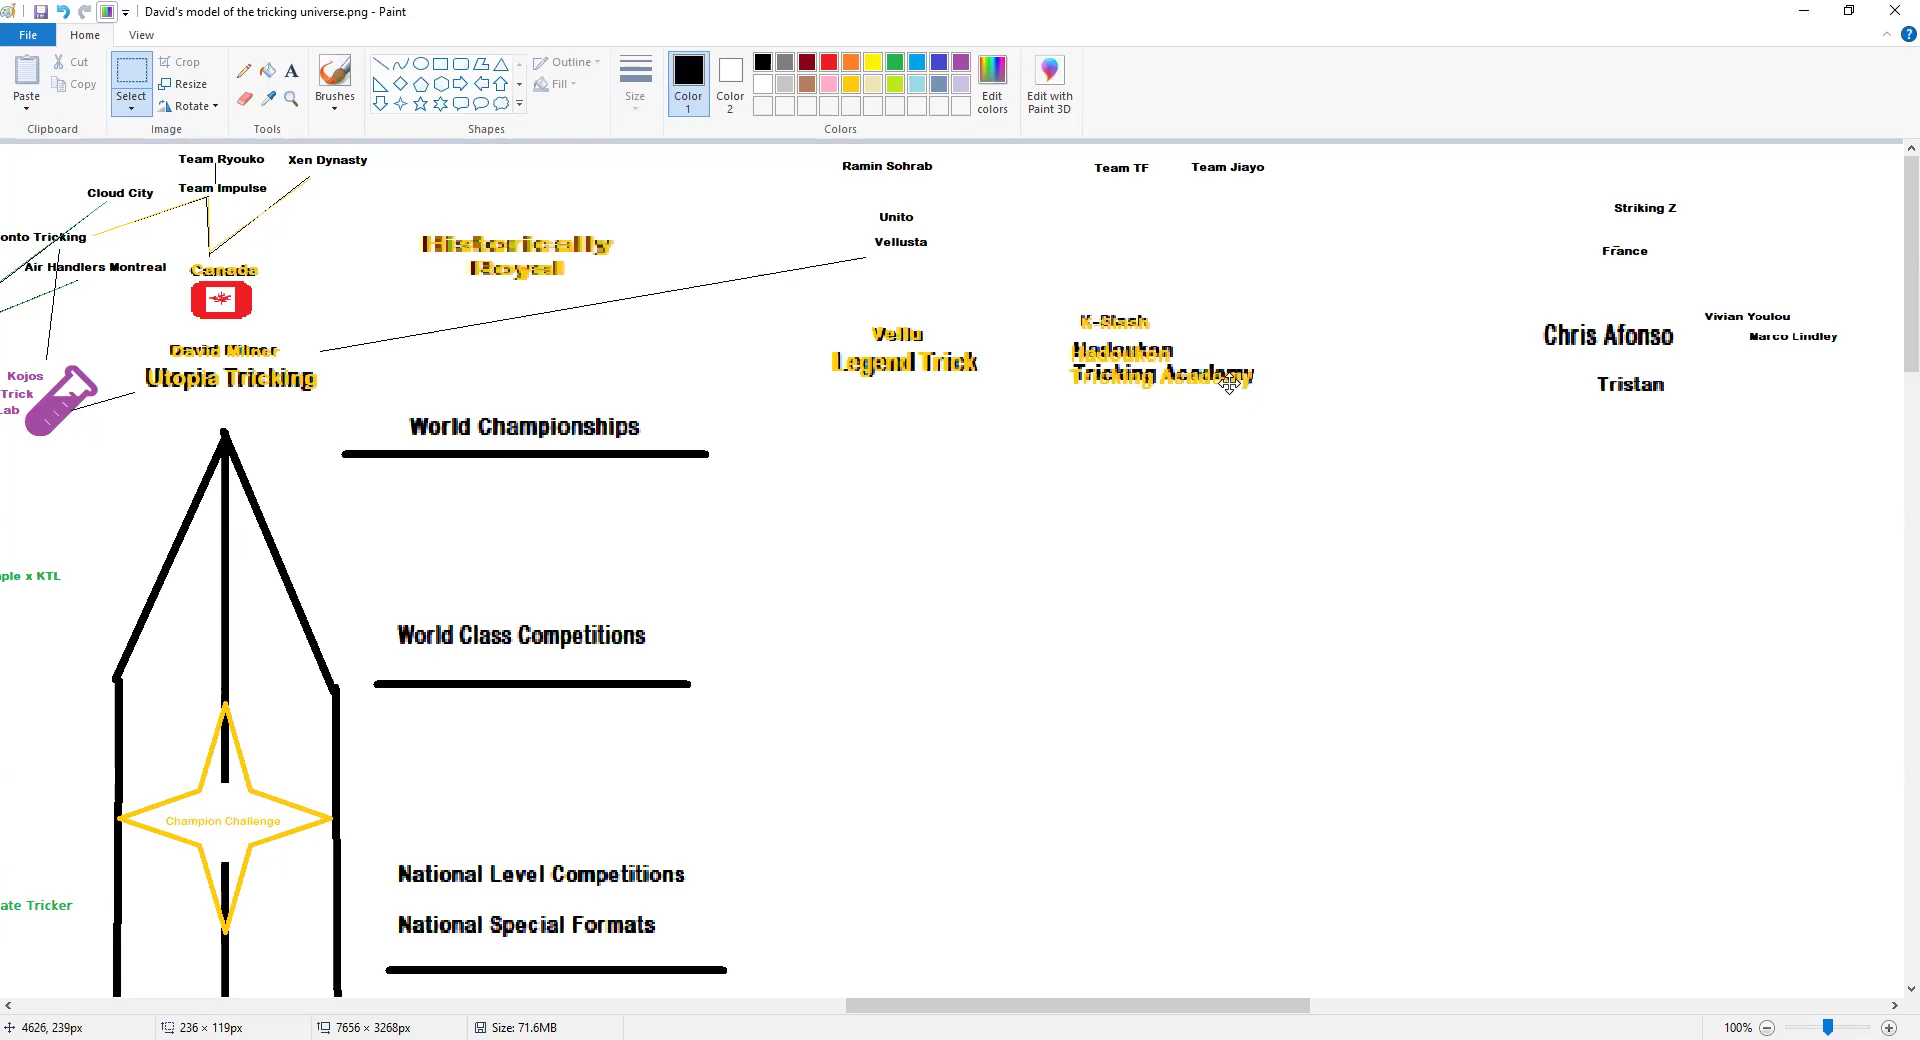 David's model of the tricking universe.png - Paint
File
Home
View
Paste
Cut
Copy
Clipboard
Select
Crop
Resize
Rotate
Image
Tools
Brushes
Shapes
Outline
Fill
Size
Color
1
Color
2
Colors
Edit
colors
Edit with
Paint 3D
Team Ryouko
Xen Dynasty
Team Impulse
Cloud City
onto Tricking
Air Handlers Montreal
Canada
Historically
Royal
Ramin Sohrab
Unito
Vellusta
Team TF
Team Jiayo
Striking Z
France
Vivian Youlou
Marco Lindley
Chris Afonso
Tristan
David Milner
Utopia Tricking
Kojos
Trick
Lab
Vellu
Legend Trick
K-Stash
Hadoukon
Hadoukon
Tricking Academy
Tricking Academy
World Championships
ple x KTL
World Class Competitions
Champion Challenge
National Level Competitions
ate Tricker
National Special Formats
4626, 239px
236 × 119px
7656 × 3268px
Size: 71.6MB
100%